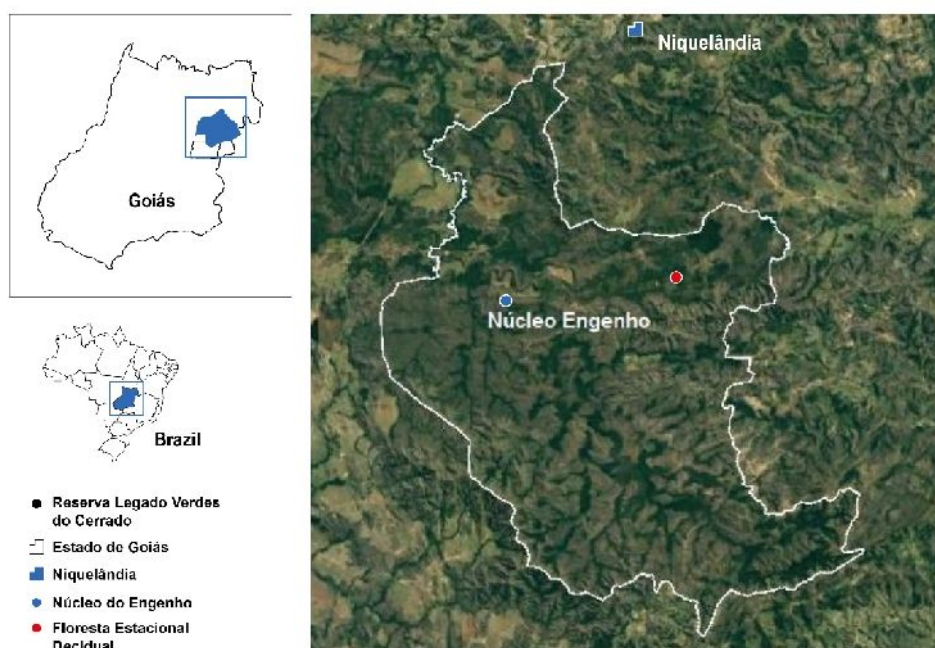 Goiás
Brazil
Reserva Legado Verdes
do Cerrado
Estado de Goiás
Niquelândia
Núcleo do Engenho
Floresta Estacional
Decidual
Niquelândia
Núcleo Engenho